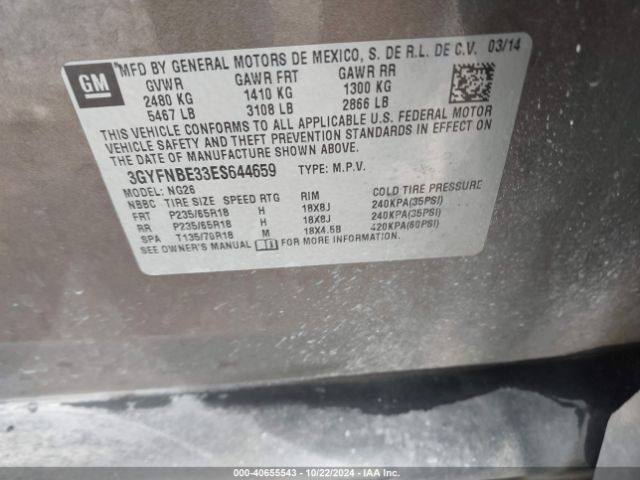 GM
MFD BY GENERAL MOTORS DE MEXICO, S. DE R.L. DE C.V. 03/14
GVWR GAWR FRT GAWR RR
2480 KG 1410 KG 1300 KG
5467 LB 3108 LB 2866 LB
THIS VEHICLE CONFORMS TO ALL APPLICABLE U.S. FEDERAL MOTOR
VEHICLE SAFETY AND THEFT PREVENTION STANDARDS IN EFFECT ON
THE DATE OF MANUFACTURE SHOWN ABOVE.
3GYFNBE33ES644659 TYPE: M.P.V.
MODEL: NG26
NBBC TIRE SIZE SPEED RTG RIM COLD TIRE PRESSURE
FRT P235/65R18 H 18X8J 240KPA(35PSI)
RR P235/65R18 H 18X8J 240KPA(35PSI)
SPA T135/70R18 M 18X4.5B 420KPA(60PSI)
SEE OWNER'S MANUAL FOR MORE INFORMATION.
000-40655543 / 10/22/2024 - IAA Inc.